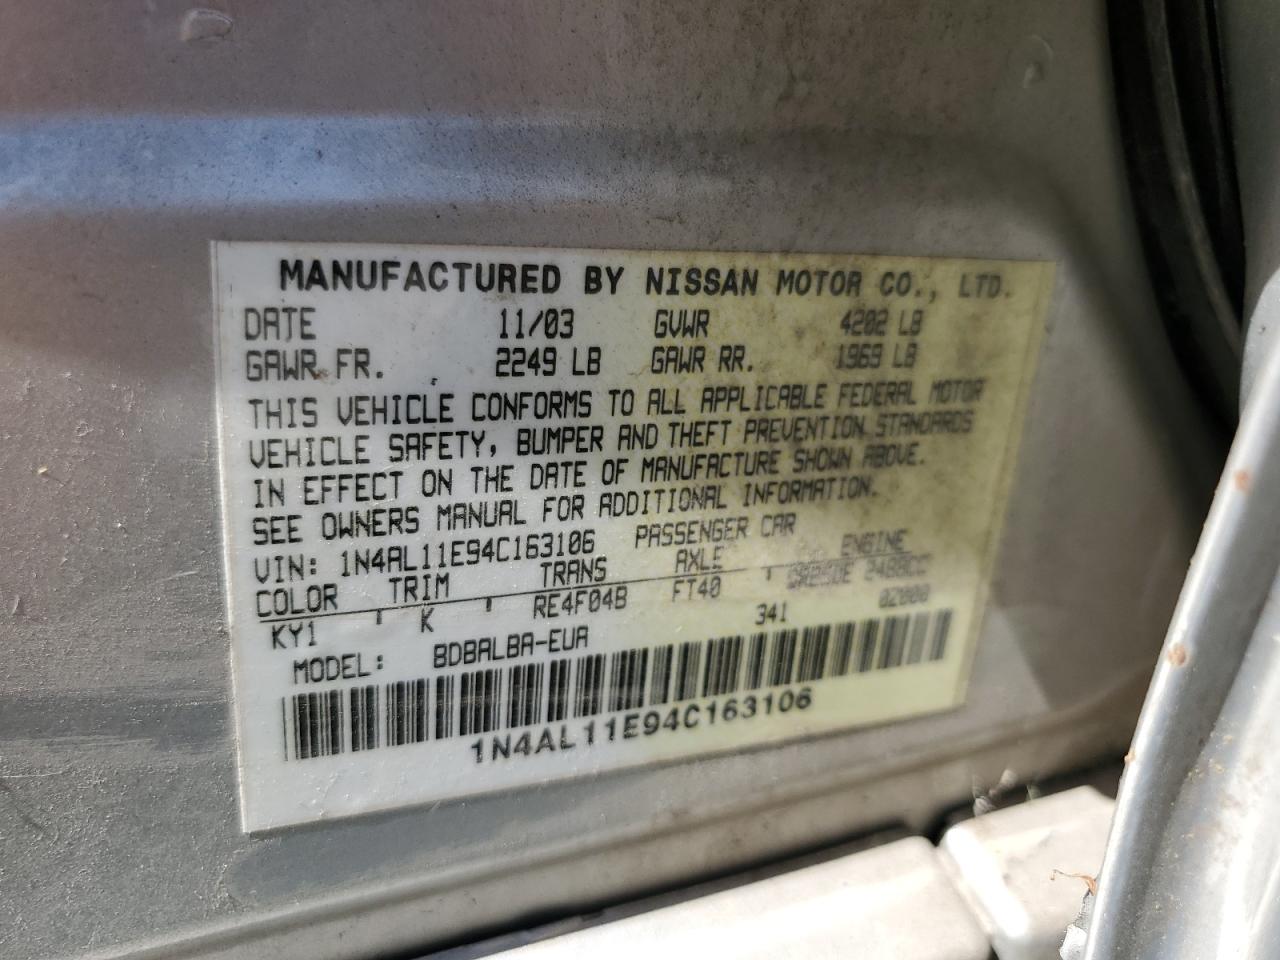 MANUFACTURED BY NISSAN MOTOR CO., LTD.
DATE 11/03 GVWR 4202 LB
GAWR FR. 2249 LB GAWR RR. 1969 LB
THIS VEHICLE CONFORMS TO ALL APPLICABLE FEDERAL MOTOR
VEHICLE SAFETY, BUMPER AND THEFT PREVENTION STANDARDS
IN EFFECT ON THE DATE OF MANUFACTURE SHOWN ABOVE.
SEE OWNERS MANUAL FOR ADDITIONAL INFORMATION.
VIN: 1N4AL11E94C163106 PASSENGER CAR
COLOR TRIM TRANS AXLE ENGINE
KY1 K RE4F04B FT40 2488CC
MODEL: BDBALBA-EUA 341 02000
1N4AL11E94C163106